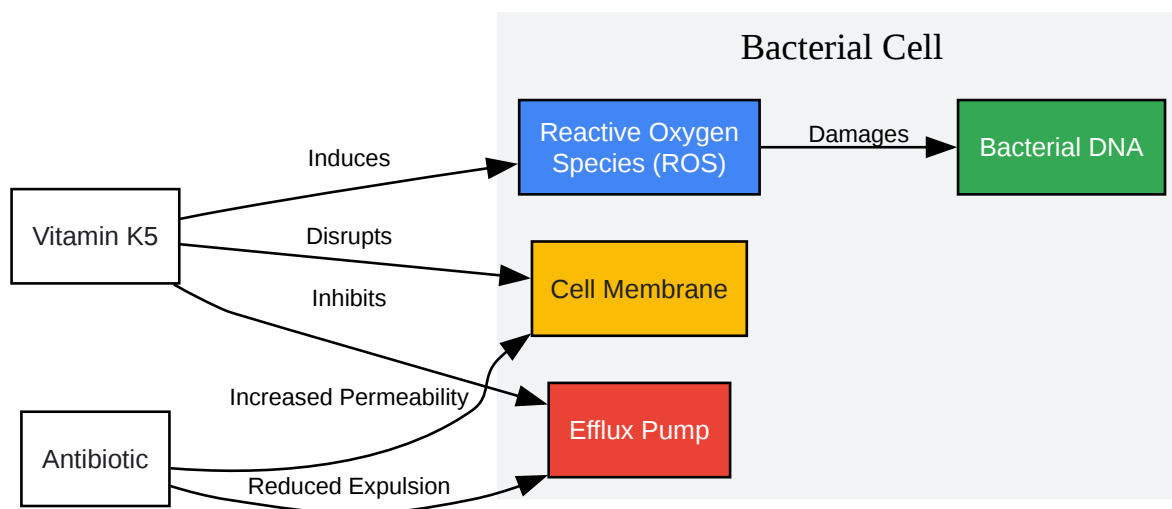 Bacterial Cell
Reactive Oxygen
Species (ROS)
Damages
Bacterial DNA
Induces
Vitamin K5
Disrupts
Cell Membrane
Inhibits
Increased Permeability
Efflux Pump
Antibiotic
Reduced Expulsion